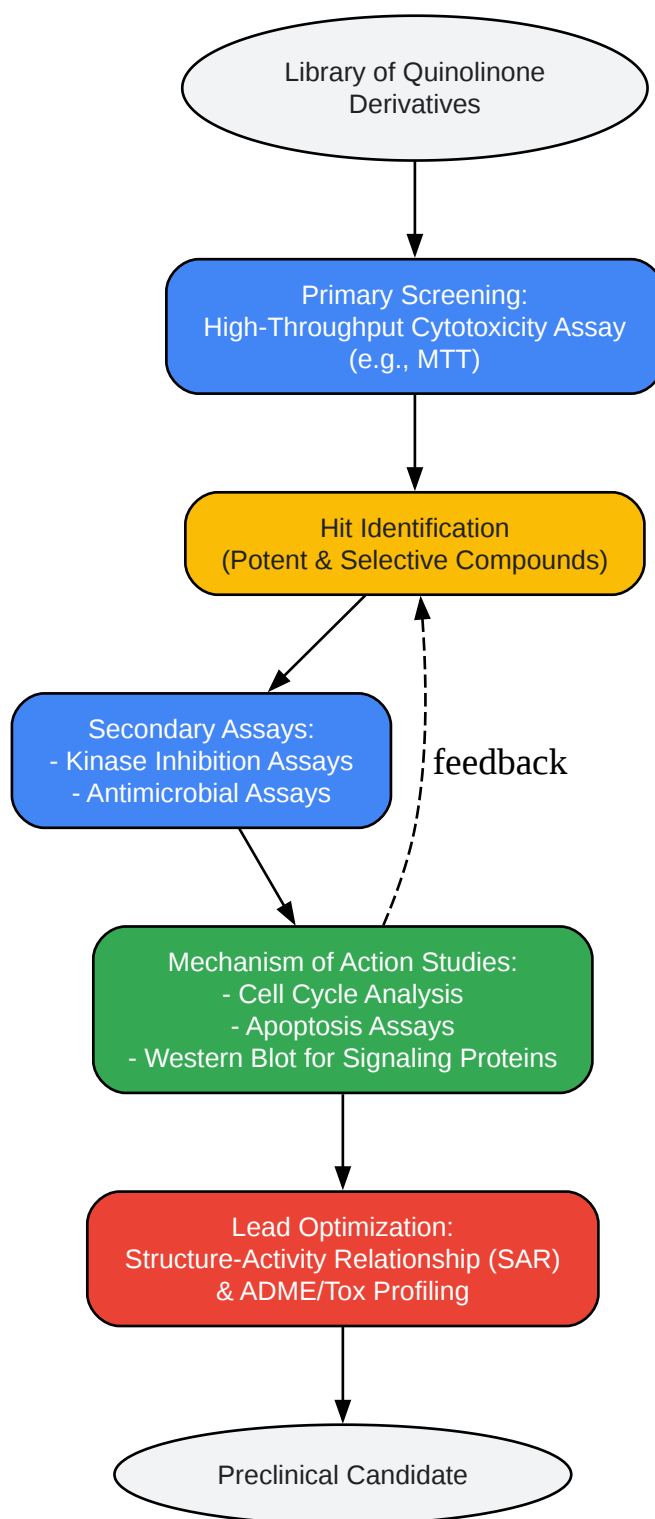 Library of Quinolinone
Derivatives
Primary Screening:
High-Throughput Cytotoxicity Assay
(e.g., MTT)
Hit Identification
(Potent & Selective Compounds)
Secondary Assays:
- Kinase Inhibition Assays
- Antimicrobial Assays
feedback
Mechanism of Action Studies:
- Cell Cycle Analysis
- Apoptosis Assays
- Western Blot for Signaling Proteins
Lead Optimization:
Structure-Activity Relationship (SAR)
& ADME/Tox Profiling
Preclinical Candidate